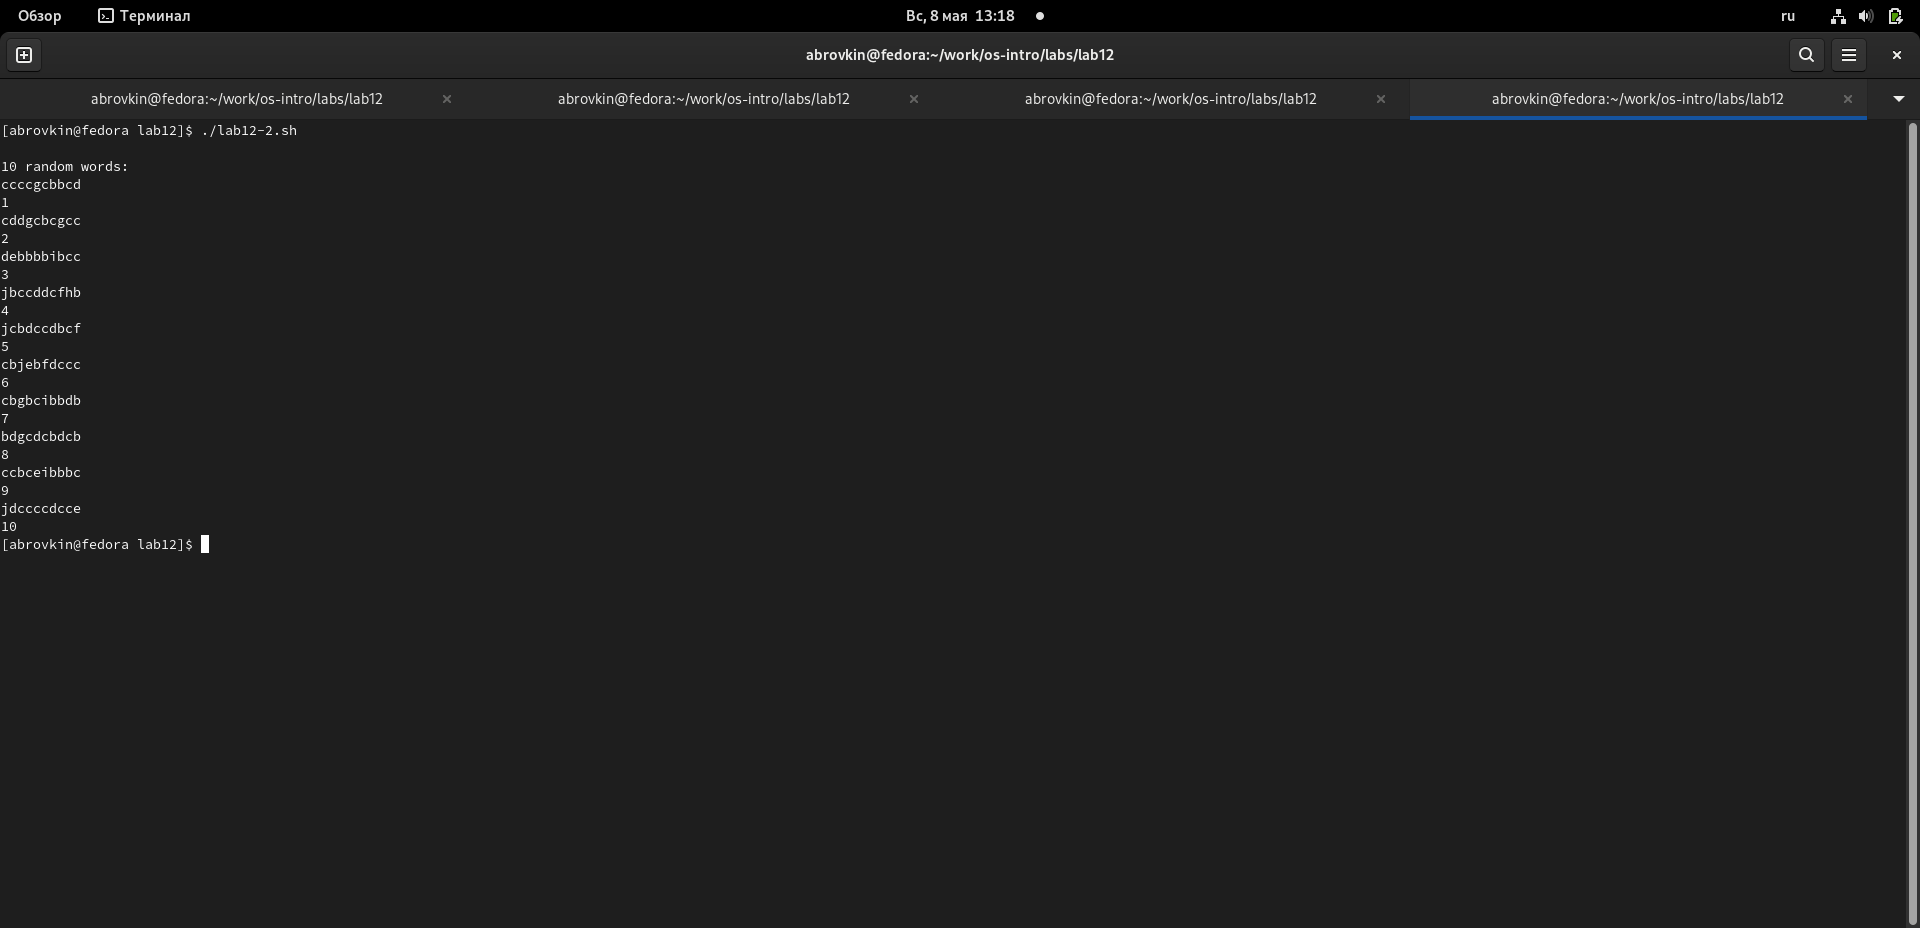 Обзор Терминал Вс, 8 мая 13:18 ru
abrovkin@fedora:~/work/os-intro/labs/lab12
abrovkin@fedora:~/work/os-intro/labs/lab12 abrovkin@fedora:~/work/os-intro/labs/lab12 abrovkin@fedora:~/work/os-intro/labs/lab12 abrovkin@fedora:~/work/os-intro/labs/lab12
[abrovkin@fedora lab12]$ ./lab12-2.sh
10 random words:
ccccgcbbcd
1
cddgcbcgcc
2
debbbbibcc
3
jbccddcfhb
4
jcbdccdbcf
5
cbjebfdccc
6
cbgbcibbdb
7
bdgcdcbdcb
8
ccbceibbbc
9
jdccccdcce
10
[abrovkin@fedora lab12]$